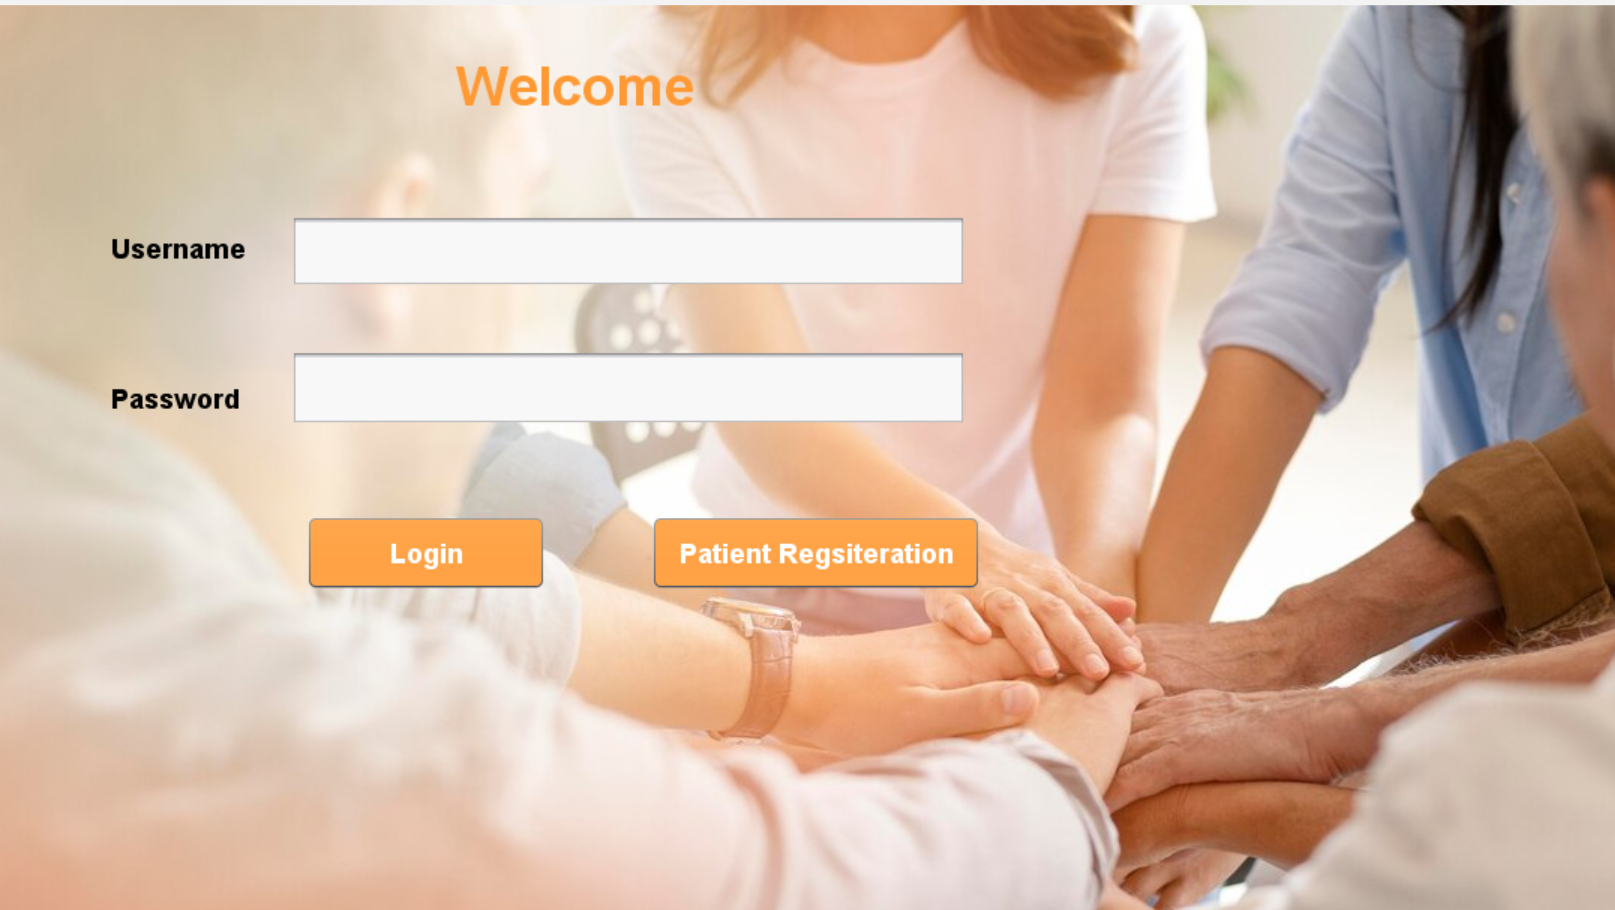 Welcome
Username
Password
Login
Patient Regsiteration